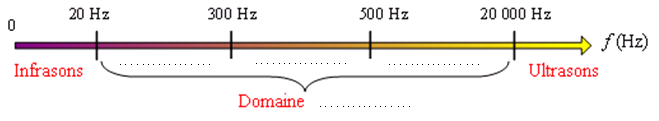 0 20 Hz 300 Hz 500 Hz 20 000 Hz
f (Hz)
Infrasons ................ ................ ................ Ultrasons
Domaine ................